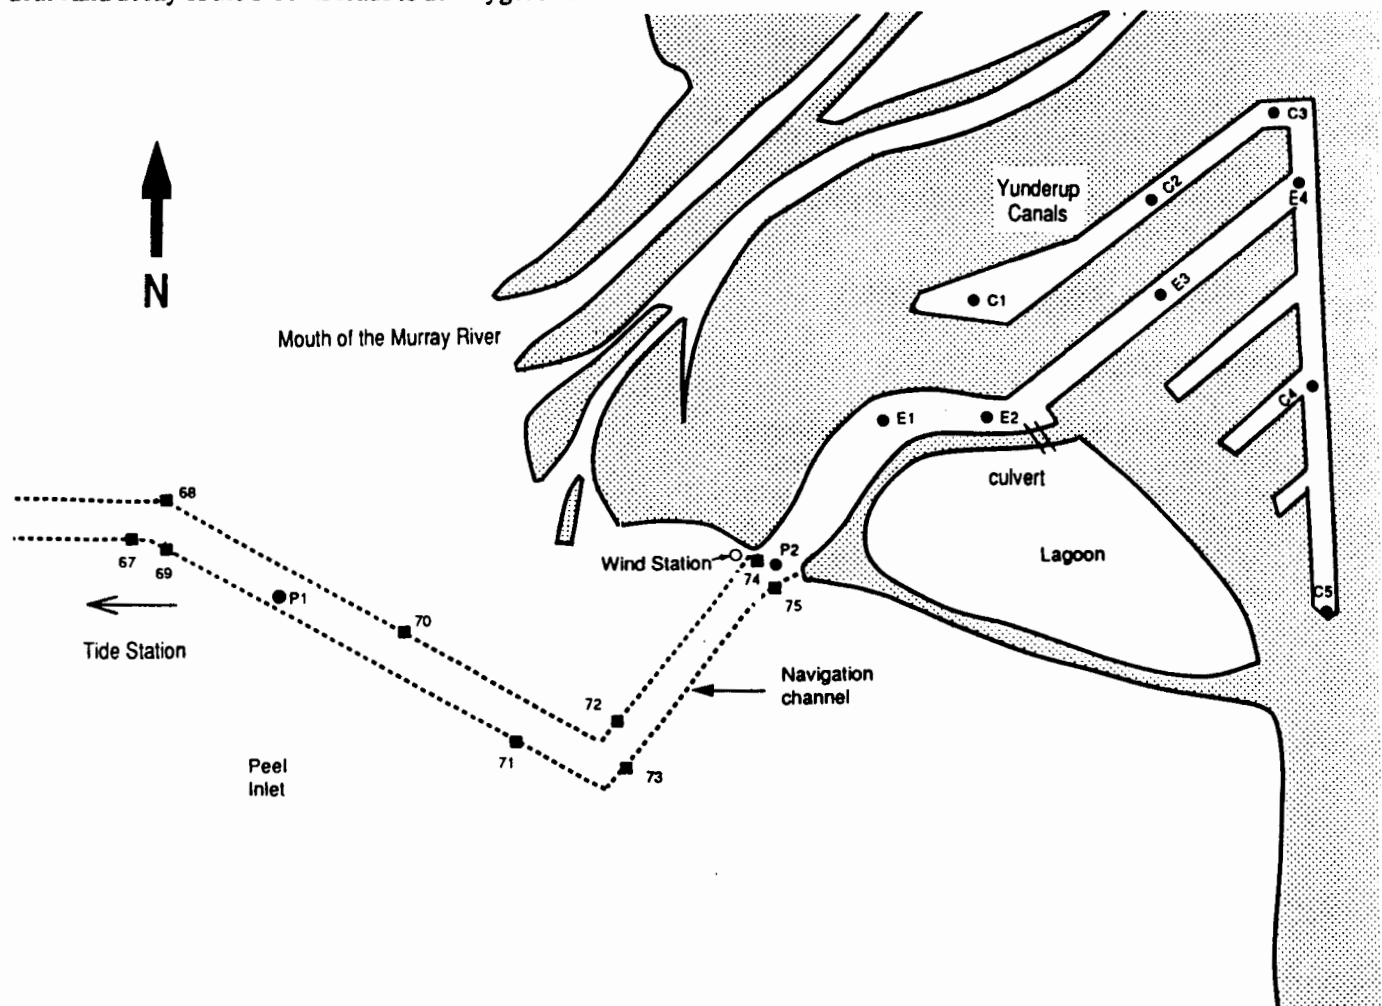 C3
Yunderup
Canals
C2
E4
N
E3
C1
Mouth of the Murray River
C4
E1
E2
culvert
68
Wind Station
P2
Lagoon
67
69
74
P1
75
C5
70
Tide Station
Navigation
channel
72
71
73
Peel
Inlet